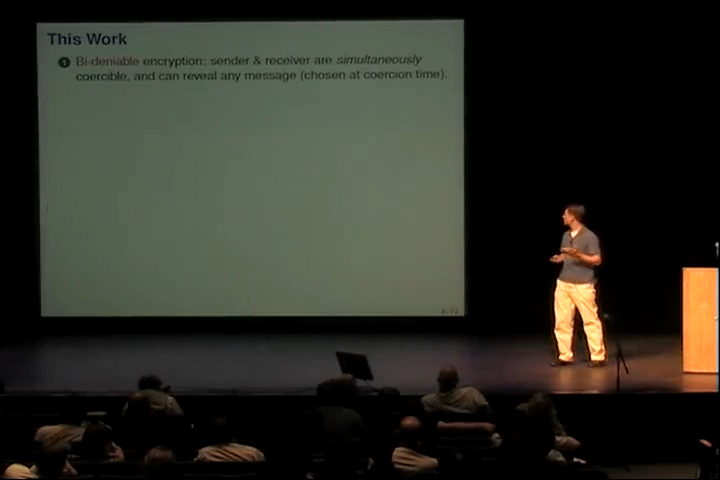 This Work
1 Bi-deniable encryption: sender & receiver are simultaneously
coercible, and can reveal any message (chosen at coercion time).